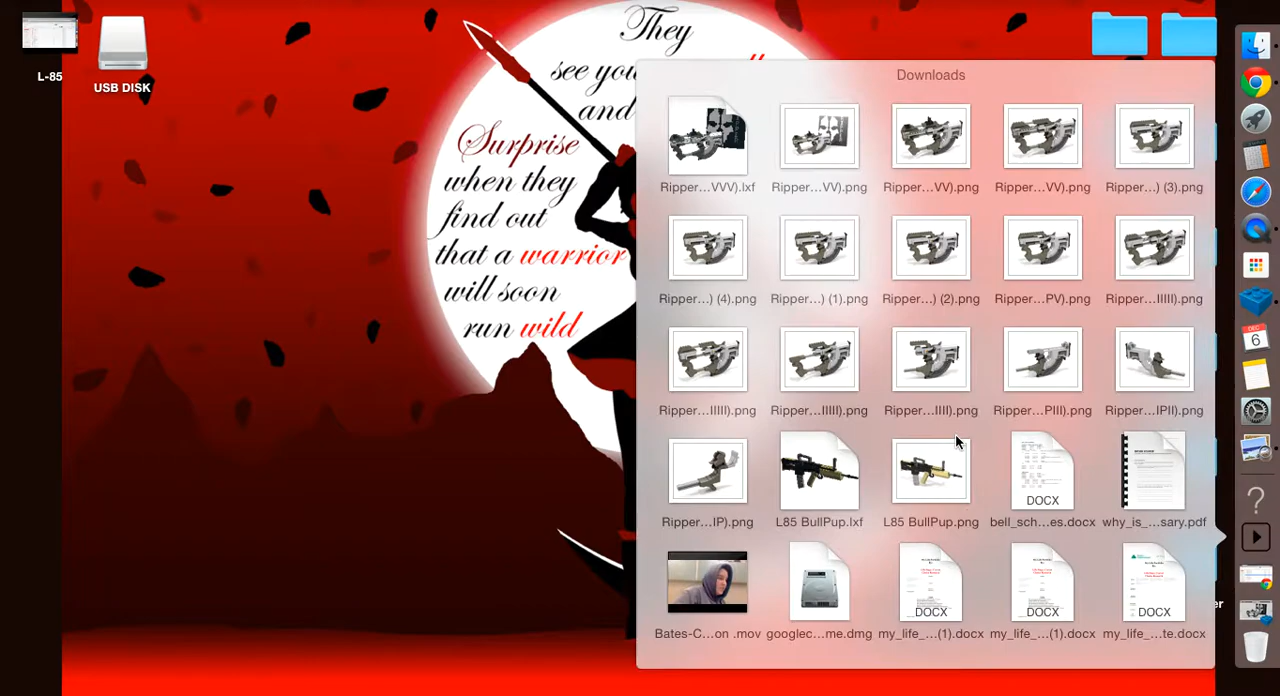 L-85
USB DISK
They
see you
and
Surprise
when they
find out
that a warrior
will soon
run wild
Downloads
Ripper...VVV).lxf
Ripper...VV).png
Ripper...VV).png
Ripper...VV).png
Ripper...) (3).png
Ripper...) (4).png
Ripper...) (1).png
Ripper...) (2).png
Ripper...PV).png
Ripper...IIIII).png
Ripper...IIIII).png
Ripper...IIIII).png
Ripper...IIII).png
Ripper...PIII).png
Ripper...IPII).png
Ripper...IP).png
L85 BullPup.lxf
L85 BullPup.png
DOCX
bell_sch...es.docx
why_is_...sary.pdf
Bates-C...on .mov
googlec...me.dmg
DOCX
my_life_...(1).docx
DOCX
my_life_...(1).docx
DOCX
my_life_...te.docx
er
DEC
6